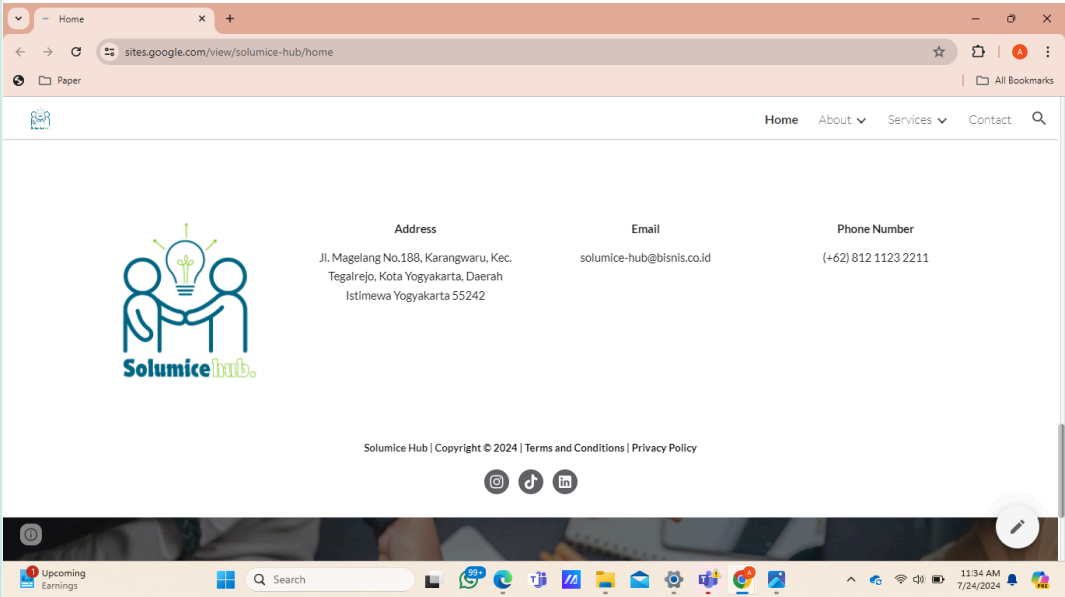 Home
sites.google.com/view/solumice-hub/home
A
Paper
All Bookmarks
Home
About
Services
Contact
Address
Jl. Magelang No.188, Karangwaru, Kec.
Tegalrejo, Kota Yogyakarta, Daerah
Istimewa Yogyakarta 55242
Email
solumice-hub@bisnis.co.id
Phone Number
(+62) 812 1123 2211
Solumice hub.
Solumice Hub | Copyright © 2024 | Terms and Conditions | Privacy Policy
1
Upcoming
Earnings
Search
99+
A
11:34 AM
7/24/2024
PRE